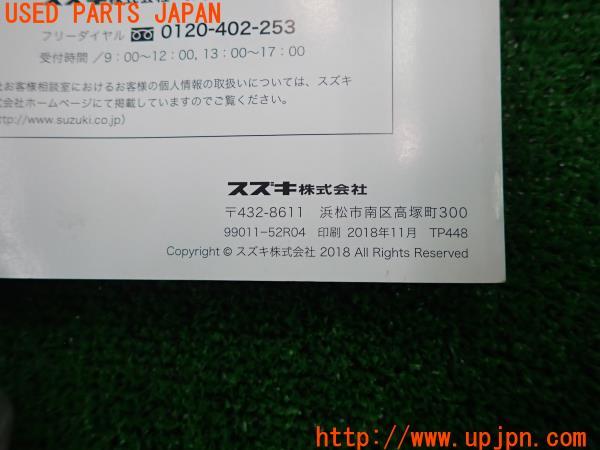 USED PARTS JAPAN
フリーダイヤル 0120-402-253
受付時間／9：00〜12：00, 13：00〜17：00
お客様相談室におけるお客様の個人情報の取扱いについては、スズキ
式会社ホームページにて掲載していますのでご覧ください。
ttp://www.suzuki.co.jp)
スズキ株式会社
〒432-8611 浜松市南区高塚町300
99011-52R04 印刷 2018年11月 TP448
Copyright © スズキ株式会社 2018 All Rights Reserved
http://www.upjpn.com/